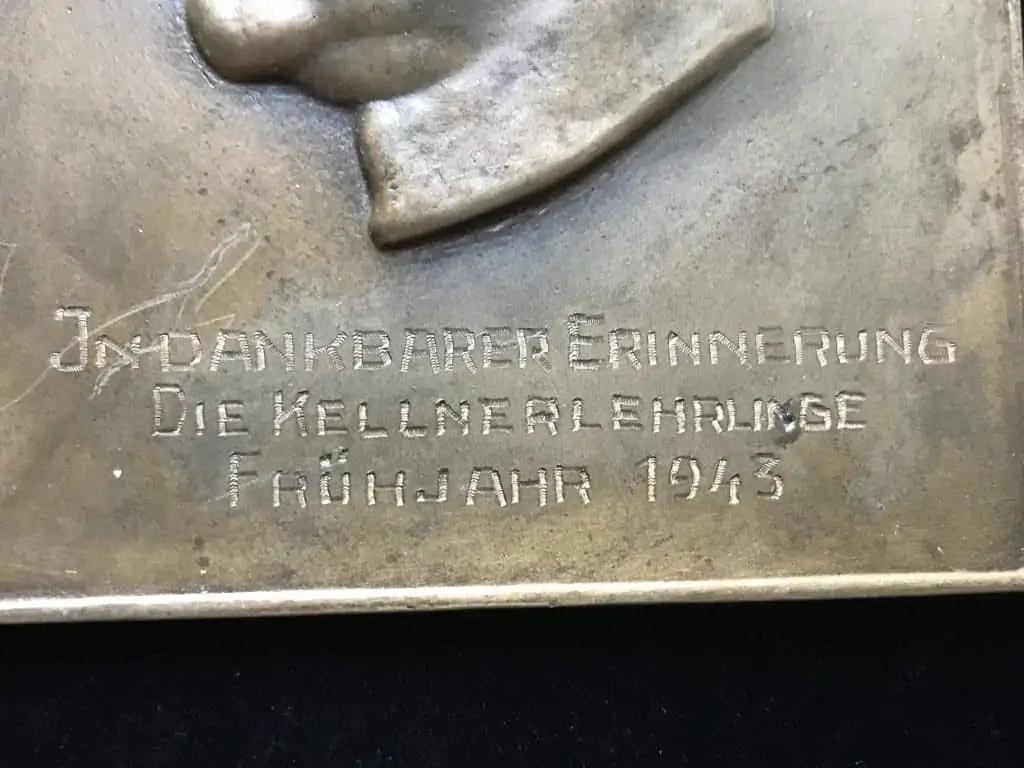 In DANKBARER ERINNERUNG
DIE KELLNERLEHRLINGE
FRÜHJAHR 1943